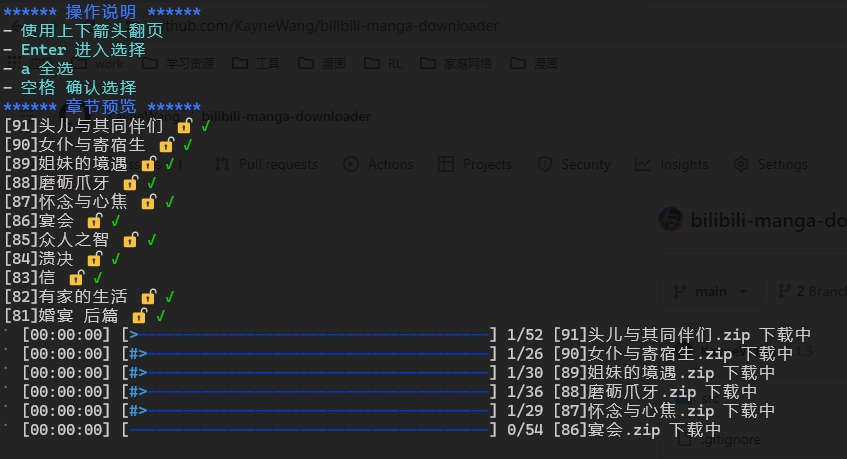 ****** 操作说明 ******
- 使用上下箭头翻页
github.com/KayneWang/bilibili-manga-downloader
- Enter 进入选择
work 学习资源 工具 漫画 RL 家庭网络 漫画
- a 全选
- 空格 确认选择
****** 章节预览 ******
bilibili-manga-downloader
[91]头儿与其同伴们 🔓 ✓
[90]女仆与寄宿生 🔓 ✓
[89]姐妹的境遇 🔓 ✓
Pull requests Actions Projects Security Insights Settings
[88]磨砺爪牙 🔓 ✓
[87]怀念与心焦 🔓 ✓
[86]宴会 🔓 ✓
bilibili-manga-do
[85]众人之智 🔓 ✓
[84]溃决 🔓 ✓
[83]信 🔓 ✓
[82]有家的生活 🔓 ✓
main 2 Branc
[81]婚宴 后篇 🔓 ✓
[00:00:00] [>----------------------------------------] 1/52 [91]头儿与其同伴们.zip 下载中
[00:00:00] [#>---------------------------------------] 1/26 [90]女仆与寄宿生.zip 下载中
[00:00:00] [#>---------------------------------------] 1/30 [89]姐妹的境遇.zip 下载中
[00:00:00] [#>---------------------------------------] 1/36 [88]磨砺爪牙.zip 下载中
[00:00:00] [#>---------------------------------------] 1/29 [87]怀念与心焦.zip 下载中
[00:00:00] [-----------------------------------------] 0/54 [86]宴会.zip 下载中
.gitignore